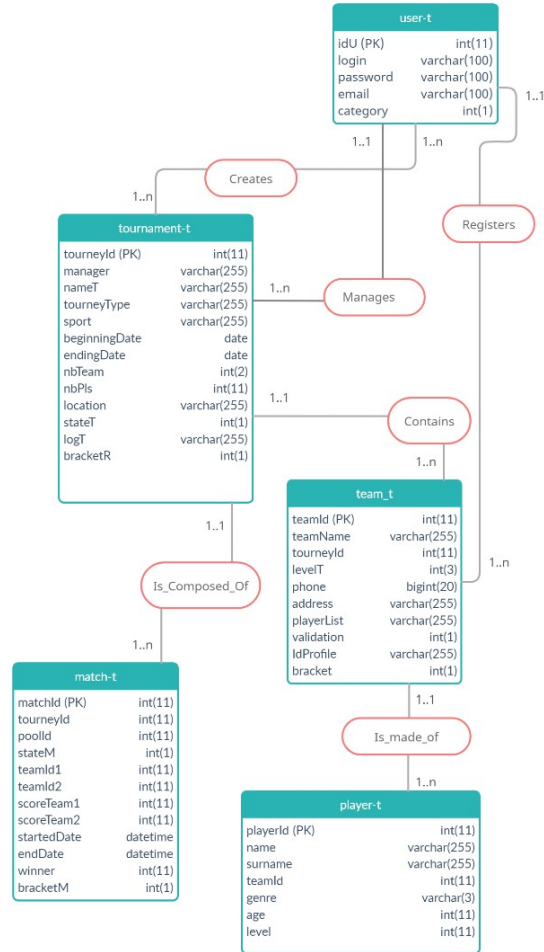 user-t
idU (PK) int(11)
login varchar(100)
password varchar(100)
email varchar(100)
category int(1)
1..1
1..1
1..n
Creates
1..n
Registers
tournament-t
tourneyId (PK) int(11)
manager varchar(255)
nameT varchar(255)
tourneyType varchar(255)
sport varchar(255)
beginningDate date
endingDate date
nbTeam int(2)
nbPls int(11)
location varchar(255)
stateT int(1)
logT varchar(255)
bracketR int(1)
1..n
Manages
1..1
Contains
1..n
team_t
teamId (PK) int(11)
teamName varchar(255)
tourneyId int(11)
levelT int(3)
phone bigint(20)
address varchar(255)
playerList varchar(255)
validation int(1)
IdProfile varchar(255)
bracket int(1)
1..n
1..1
Is_Composed_Of
1..n
match-t
matchId (PK) int(11)
tourneyId int(11)
poolId int(11)
stateM int(1)
teamId1 int(11)
teamId2 int(11)
scoreTeam1 int(11)
scoreTeam2 int(11)
startedDate datetime
endDate datetime
winner int(11)
bracketM int(1)
1..1
Is_made_of
1..n
player-t
playerId (PK) int(11)
name varchar(255)
surname varchar(255)
teamId int(11)
genre varchar(3)
age int(11)
level int(11)